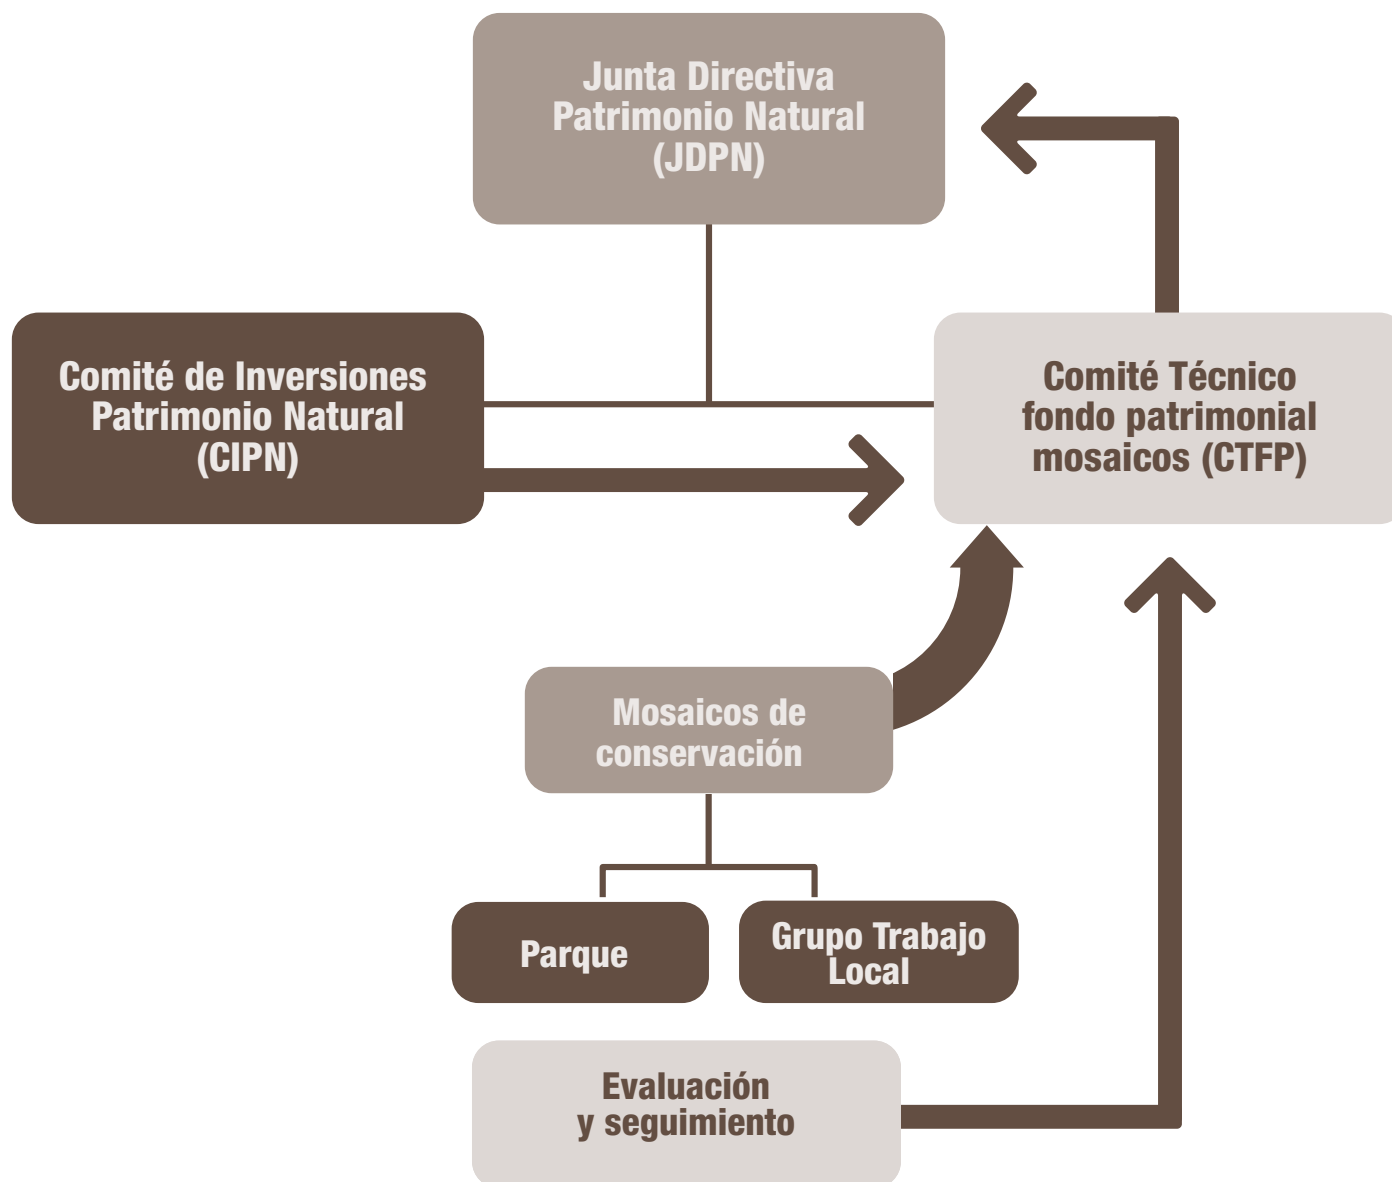 Junta Directiva
Patrimonio Natural
(JDPN)
Comité de Inversiones
Patrimonio Natural
(CIPN)
Comité Técnico
fondo patrimonial
mosaicos (CTFP)
Mosaicos de
conservación
Parque
Grupo Trabajo
Local
Evaluación
y seguimiento